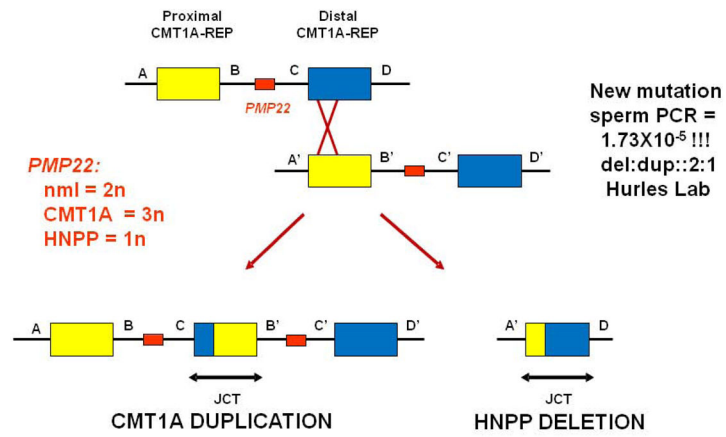 Proximal
CMT1A-REP
Distal
CMT1A-REP
A B C D
PMP22
A' B' C' D'
New mutation
sperm PCR =
1.73X10⁻⁵ !!!
del:dup::2:1
Hurles Lab
PMP22:
nml = 2n
CMT1A = 3n
HNPP = 1n
A B C B' C' D'
JCT
CMT1A DUPLICATION
A' D
JCT
HNPP DELETION